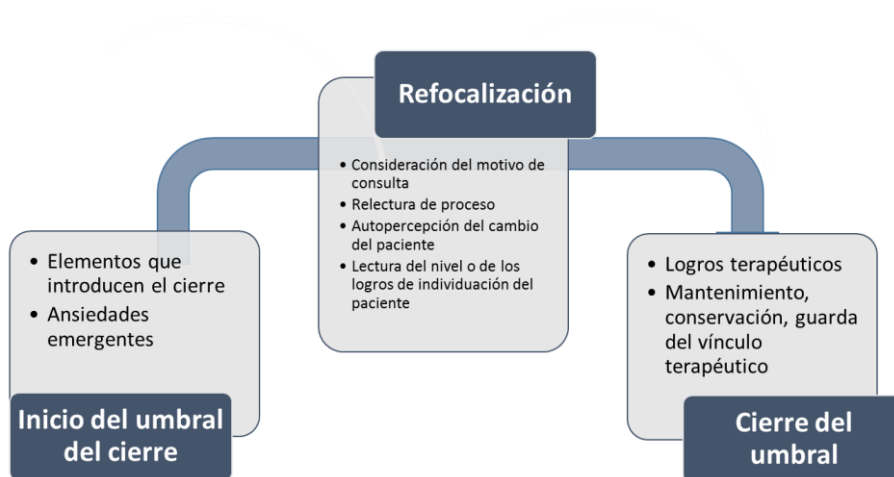 Refocalización
• Consideración del motivo de
consulta
• Relectura de proceso
• Autopercepción del cambio
del paciente
• Lectura del nivel o de los
logros de individuación del
paciente
• Elementos que
introducen el cierre
• Ansiedades
emergentes
Inicio del umbral
del cierre
• Logros terapéuticos
• Mantenimiento,
conservación, guarda
del vínculo
terapéutico
Cierre del
umbral